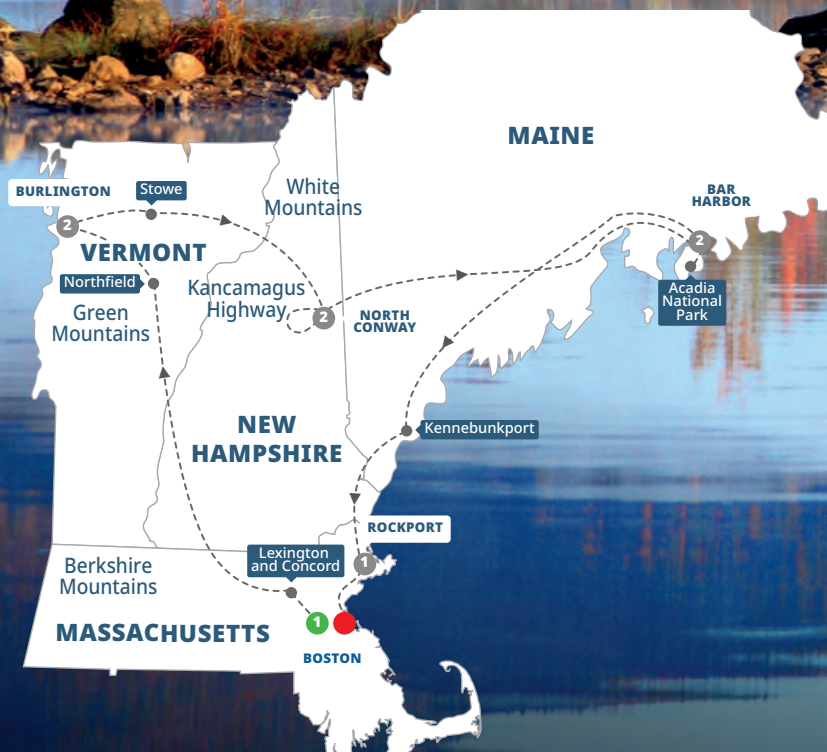 MAINE
BURLINGTON
Stowe
White
Mountains
BAR
HARBOR
2
2
VERMONT
Northfield
Kancamagus
Highway
2
NORTH
CONWAY
Acadia
National
Park
Green
Mountains
NEW
HAMPSHIRE
Kennebunkport
ROCKPORT
Lexington
and Concord
1
Berkshire
Mountains
MASSACHUSETTS
1
BOSTON